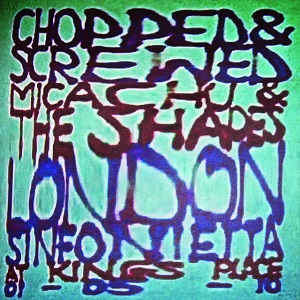 CHOPPED &
SCREWED
MICACHU &
THE SHAPES
LONDON
SINFONIETTA
AT KINGS PLACE
01 - 05 - 10